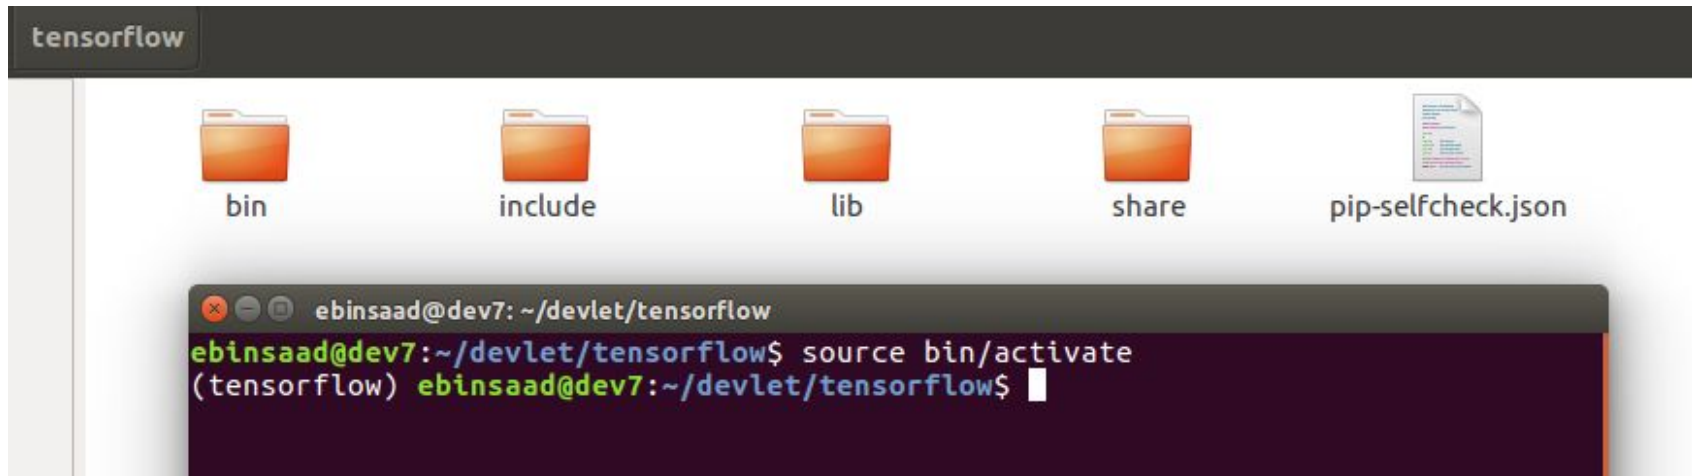 tensorflow
bin include lib share pip-selfcheck.json
ebinsaad@dev7: ~/devlet/tensorflow
ebinsaad@dev7:~/devlet/tensorflow$ source bin/activate
(tensorflow) ebinsaad@dev7:~/devlet/tensorflow$